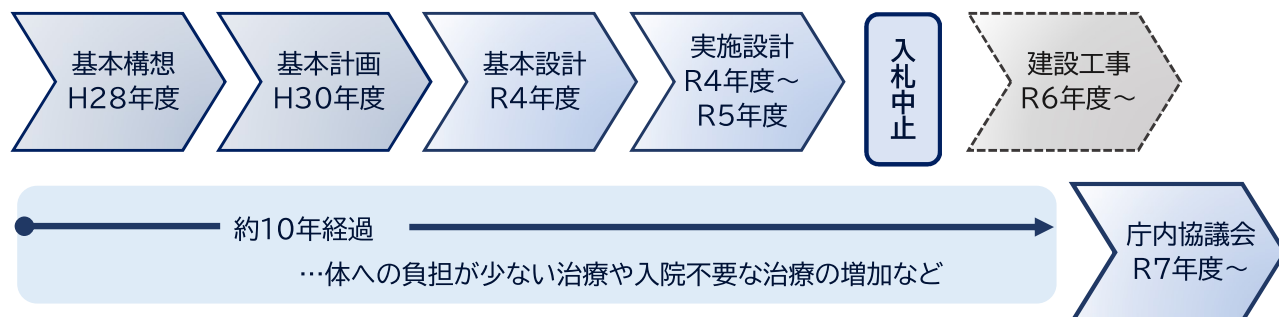 基本構想
H28年度
基本計画
H30年度
基本設計
R4年度
実施設計
R4年度～
R5年度
入札中止
建設工事
R6年度～
約10年経過
…体への負担が少ない治療や入院不要な治療の増加など
庁内協議会
R7年度～